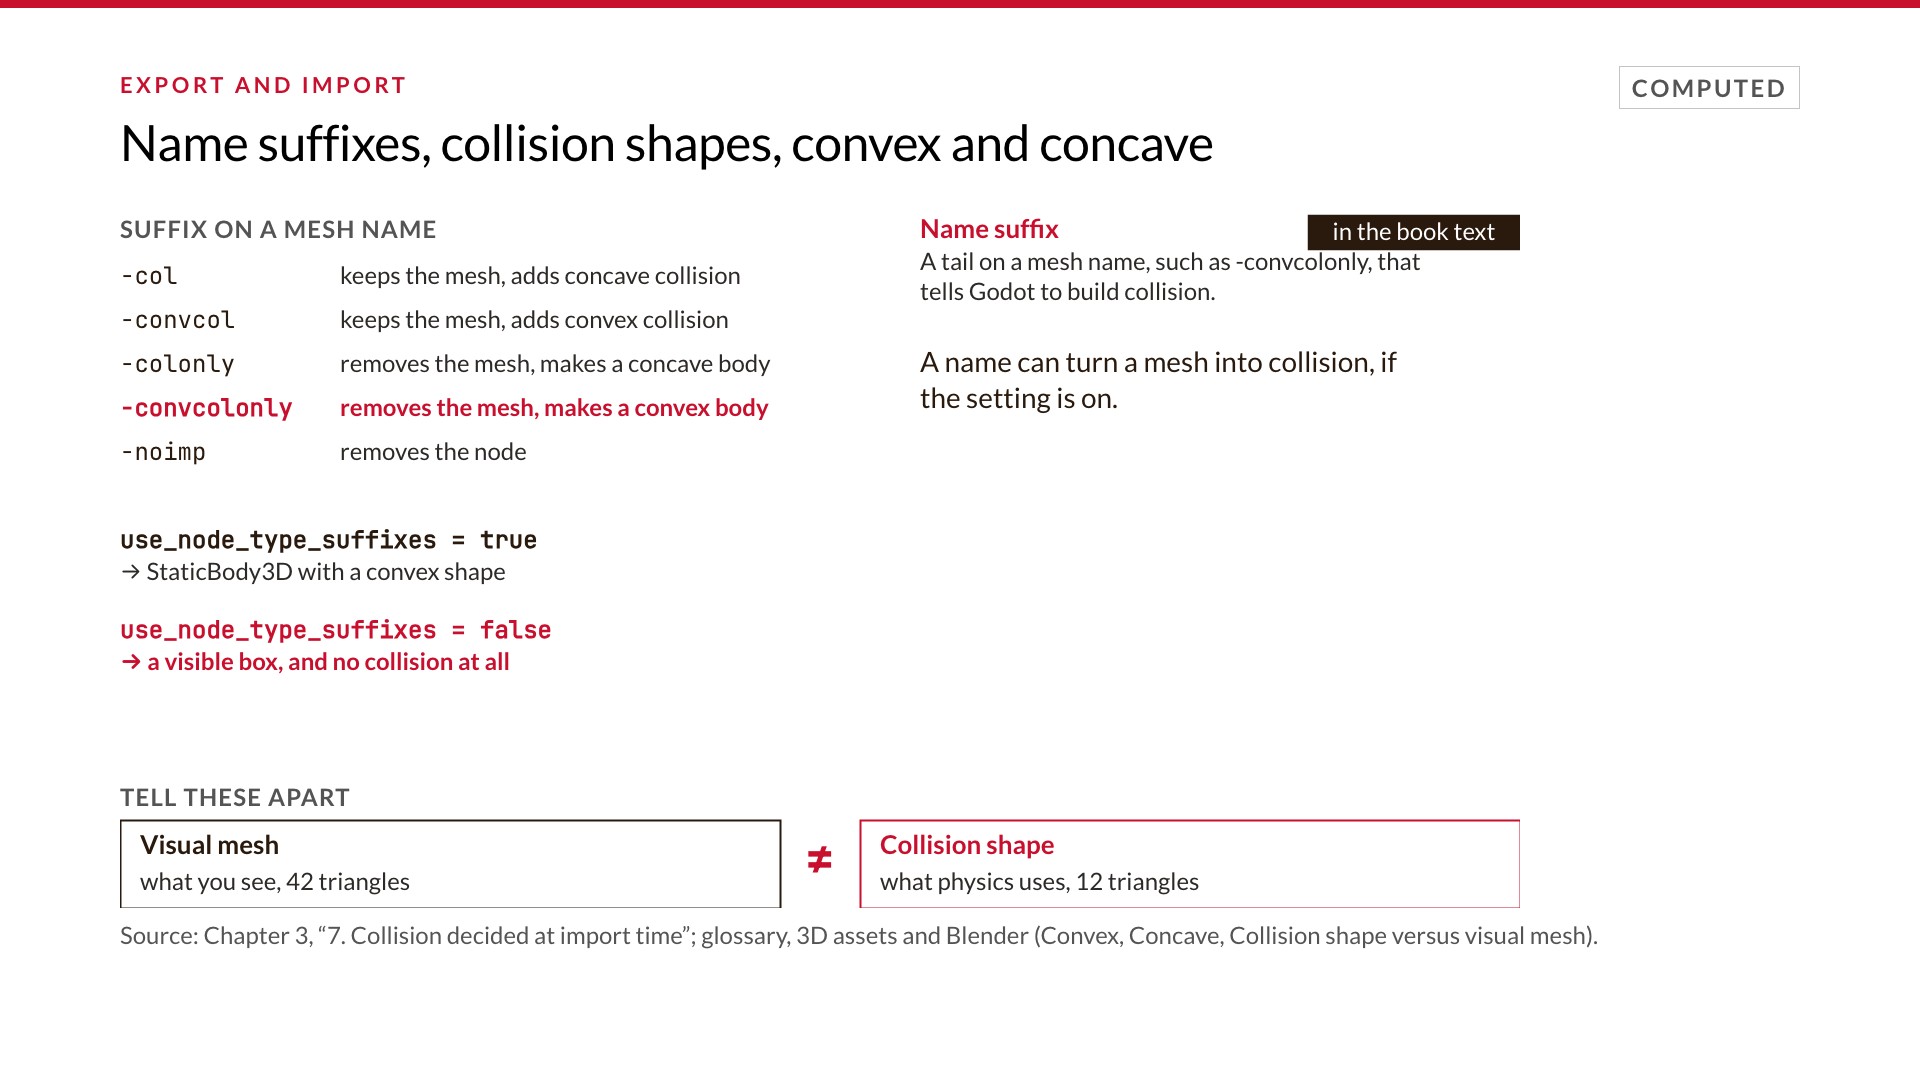 EXPORT AND IMPORT
COMPUTED
Name suffixes, collision shapes, convex and concave
SUFFIX ON A MESH NAME
-col keeps the mesh, adds concave collision
-convcol keeps the mesh, adds convex collision
-colonly removes the mesh, makes a concave body
-convcolonly removes the mesh, makes a convex body
-noimp removes the node
use_node_type_suffixes = true
→ StaticBody3D with a convex shape
use_node_type_suffixes = false
→ a visible box, and no collision at all
Name suffix
in the book text
A tail on a mesh name, such as -convcolonly, that
tells Godot to build collision.
A name can turn a mesh into collision, if
the setting is on.
TELL THESE APART
Visual mesh
what you see, 42 triangles
≠
Collision shape
what physics uses, 12 triangles
Source: Chapter 3, “7. Collision decided at import time”; glossary, 3D assets and Blender (Convex, Concave, Collision shape versus visual mesh).